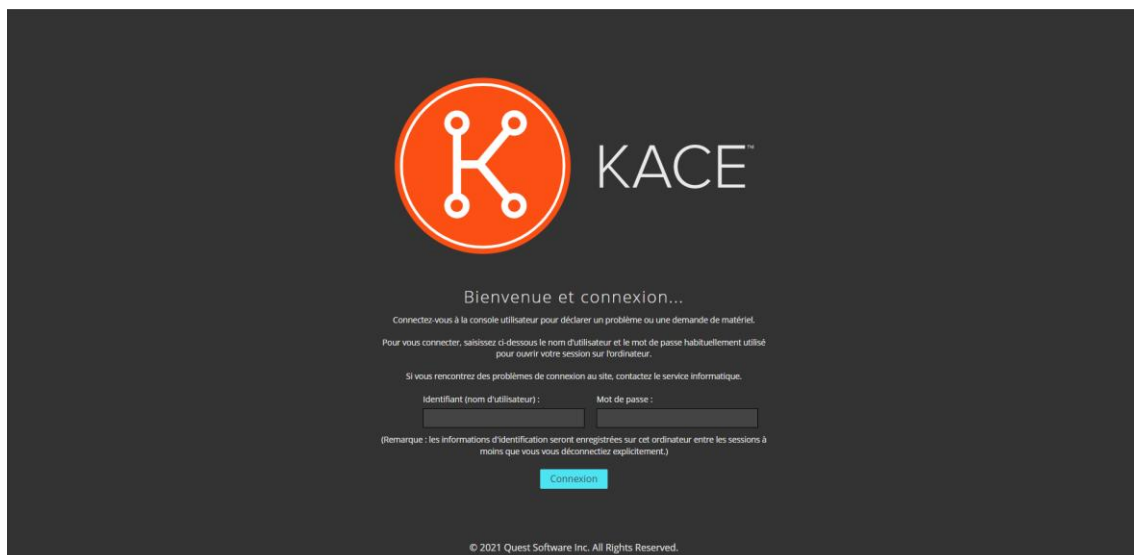 KACE™
Bienvenue et connexion...
Connectez-vous à la console utilisateur pour déclarer un problème ou une demande de matériel.
Pour vous connecter, saisissez ci-dessous le nom d'utilisateur et le mot de passe habituellement utilisé
pour ouvrir votre session sur l'ordinateur.
Si vous rencontrez des problèmes de connexion au site, contactez le service informatique.
Identifiant (nom d'utilisateur) : Mot de passe :
(Remarque : les informations d'identification seront enregistrées sur cet ordinateur entre les sessions à
moins que vous vous déconnectiez explicitement.)
Connexion
© 2021 Quest Software Inc. All Rights Reserved.